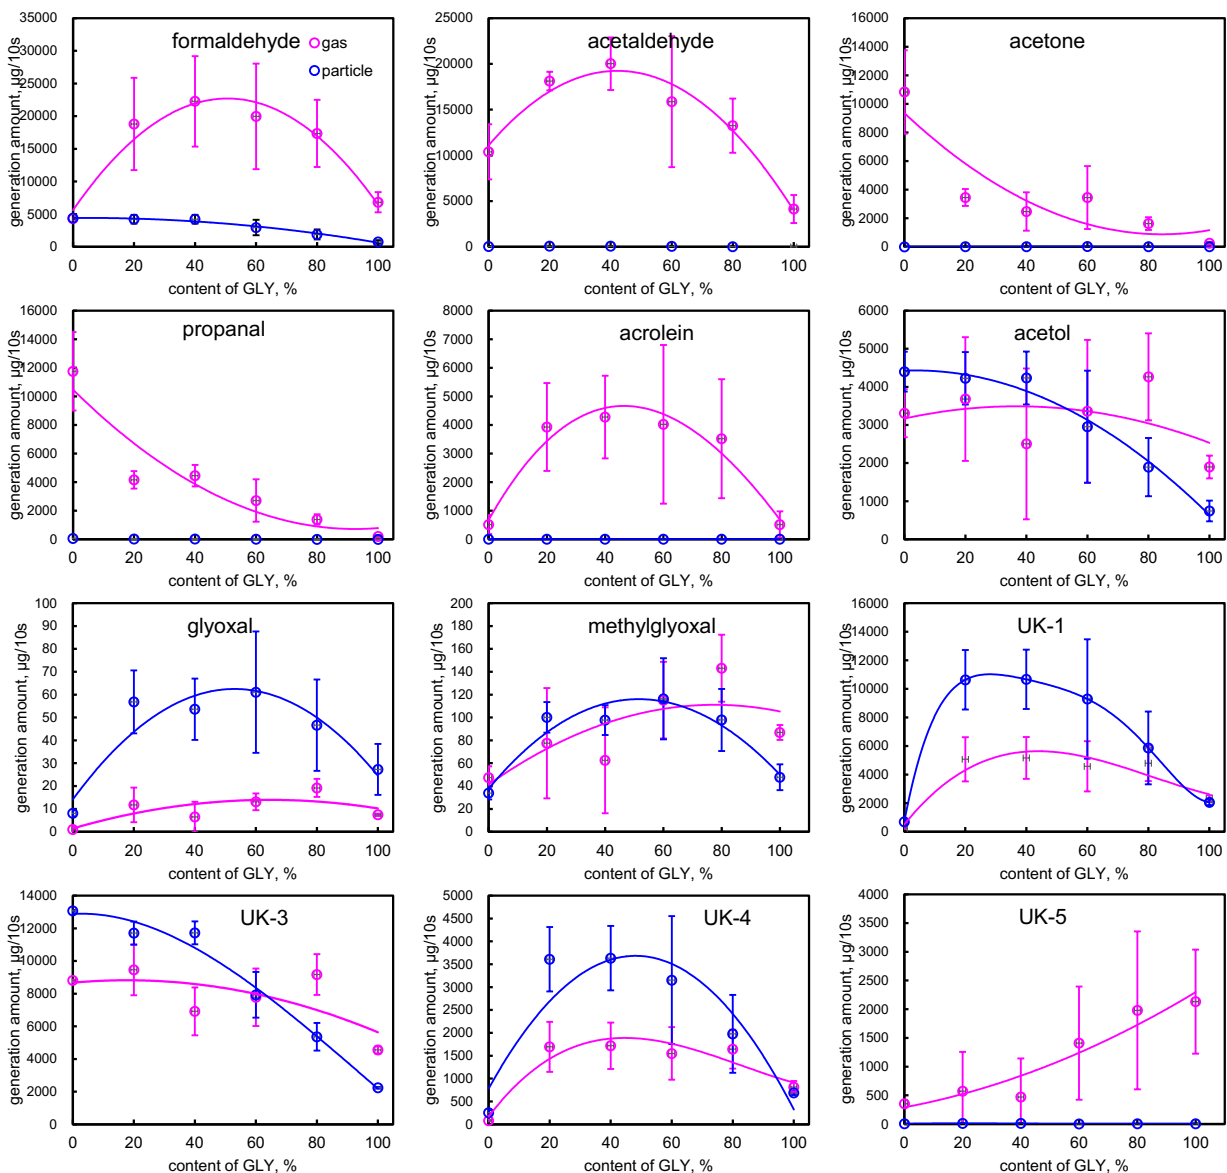 formaldehyde
gas
particle
generation amount, µg/10s
35000
30000
25000
20000
15000
10000
5000
0
0 20 40 60 80 100
content of GLY, %
acetaldehyde
generation amount, µg/10s
25000
20000
15000
10000
5000
0
0 20 40 60 80 100
content of GLY, %
acetone
generation amount, µg/10s
16000
14000
12000
10000
8000
6000
4000
2000
0
0 20 40 60 80 100
content of GLY, %
propanal
generation amount, µg/10s
16000
14000
12000
10000
8000
6000
4000
2000
0
0 20 40 60 80 100
content of GLY, %
acrolein
generation amount, µg/10s
8000
7000
6000
5000
4000
3000
2000
1000
0
0 20 40 60 80 100
content of GLY, %
acetol
generation amount, µg/10s
6000
5000
4000
3000
2000
1000
0
0 20 40 60 80 100
content of GLY, %
glyoxal
generation amount, µg/10s
100
90
80
70
60
50
40
30
20
10
0
0 20 40 60 80 100
content of GLY, %
methylglyoxal
generation amount, µg/10s
200
180
160
140
120
100
80
60
40
20
0
0 20 40 60 80 100
content of GLY, %
UK-1
generation amount, µg/10s
16000
14000
12000
10000
8000
6000
4000
2000
0
0 20 40 60 80 100
content of GLY, %
UK-3
generation amount, µg/10s
14000
12000
10000
8000
6000
4000
2000
0
0 20 40 60 80 100
content of GLY, %
UK-4
generation amount, µg/10s
5000
4500
4000
3500
3000
2500
2000
1500
1000
500
0
0 20 40 60 80 100
content of GLY, %
UK-5
generation amount, µg/10s
4000
3500
3000
2500
2000
1500
1000
500
0
0 20 40 60 80 100
content of GLY, %